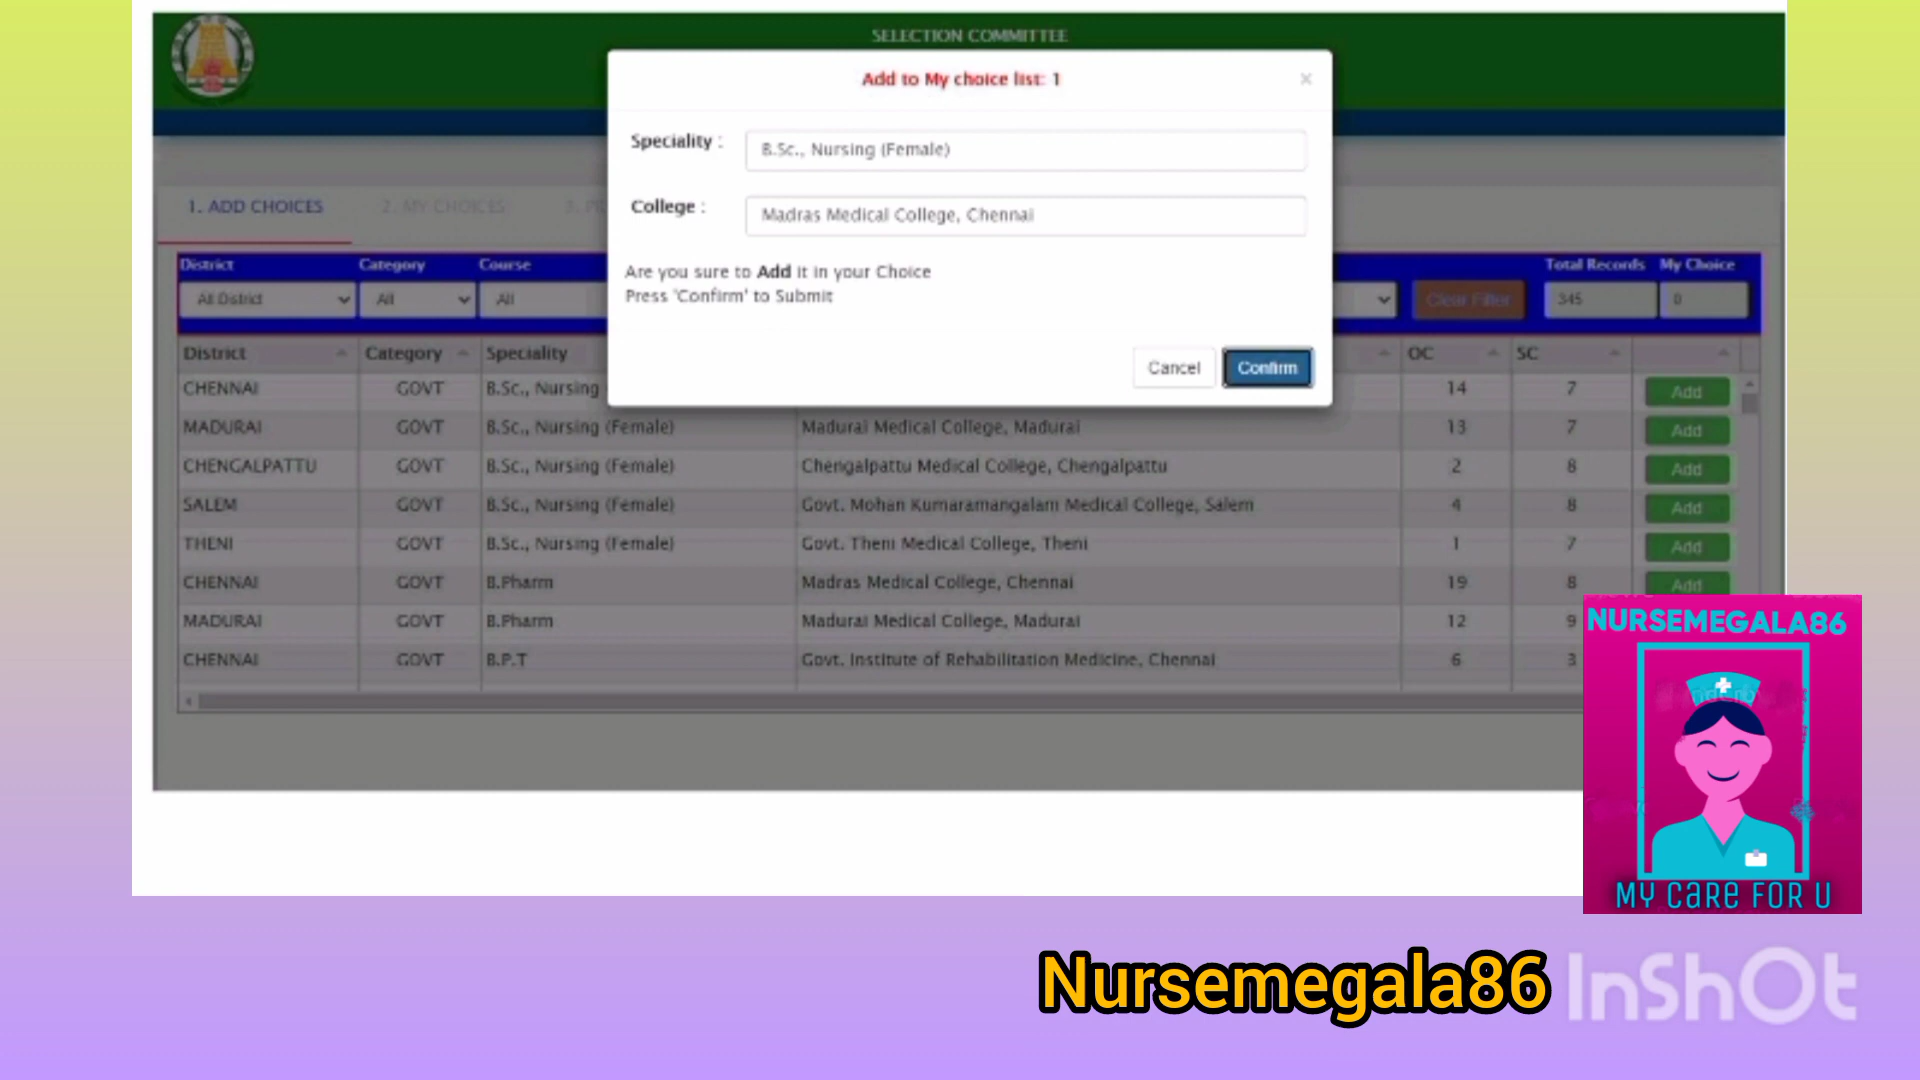 SELECTION COMMITTEE
Add to My choice list: 1
×
Speciality :
B.Sc., Nursing (Female)
College :
Madras Medical College, Chennai
Are you sure to Add it in your Choice
Press 'Confirm' to Submit
Cancel Confirm
1. ADD CHOICES 2. MY CHOICES 3.
District Category Course Total Records My Choice
All District All All Clear Filter 345 0
District Category Speciality OC SC
CHENNAI GOVT B.Sc., Nursing 14 7 Add
MADURAI GOVT B.Sc., Nursing (Female) Madurai Medical College, Madurai 13 7 Add
CHENGALPATTU GOVT B.Sc., Nursing (Female) Chengalpattu Medical College, Chengalpattu 2 8 Add
SALEM GOVT B.Sc., Nursing (Female) Govt. Mohan Kumaramangalam Medical College, Salem 4 8 Add
THENI GOVT B.Sc., Nursing (Female) Govt. Theni Medical College, Theni 1 7 Add
CHENNAI GOVT B.Pharm Madras Medical College, Chennai 19 8 Add
MADURAI GOVT B.Pharm Madurai Medical College, Madurai 12 9
CHENNAI GOVT B.P.T Govt. Institute of Rehabilitation Medicine, Chennai 6 3
NURSEMEGALA86
MY CARE FOR U
Nursemegala86
InShOt